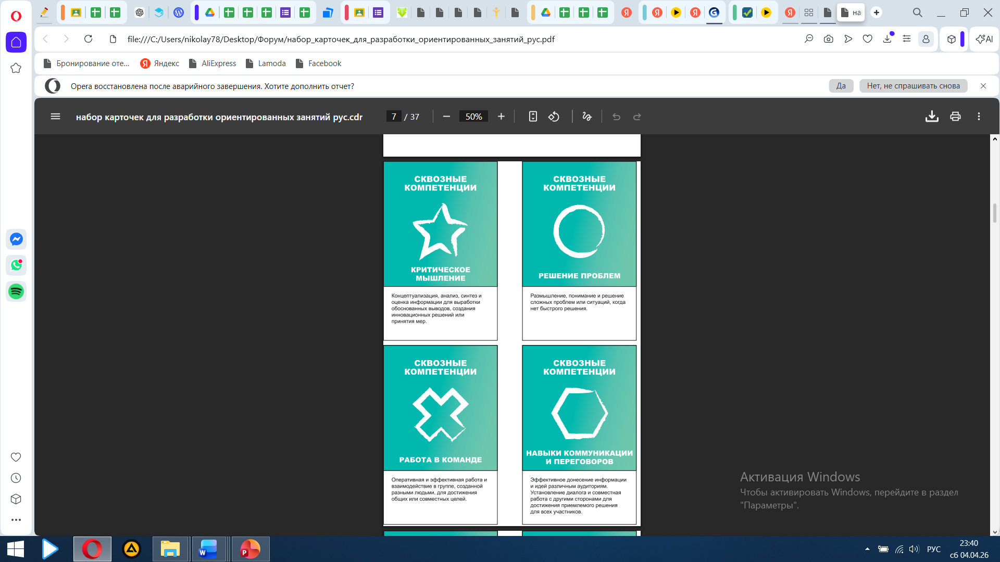 на
file:///C:/Users/nikolay78/Desktop/Форум/набор_карточек_для_разработки_ориентированных_занятий_рус.pdf
AI
Бронирование оте...
Яндекс
AliExpress
Lamoda
Facebook
Opera восстановлена после аварийного завершения. Хотите дополнить отчет?
Да
Нет, не спрашивать снова
набор карточек для разработки ориентированных занятий рус.cdr
7 / 37
50%
СКВОЗНЫЕ
КОМПЕТЕНЦИИ
КРИТИЧЕСКОЕ
МЫШЛЕНИЕ
Концептуализация, анализ, синтез и
оценка информации для выработки
обоснованных выводов, создания
инновационных решений или
принятия мер.
СКВОЗНЫЕ
КОМПЕТЕНЦИИ
РЕШЕНИЕ ПРОБЛЕМ
Размышление, понимание и решение
сложных проблем или ситуаций, когда
нет быстрого решения.
СКВОЗНЫЕ
КОМПЕТЕНЦИИ
РАБОТА В КОМАНДЕ
Оперативная и эффективная работа и
взаимодействие в группе, созданной
разными людьми, для достижения
общих или совместных целей.
СКВОЗНЫЕ
КОМПЕТЕНЦИИ
НАВЫКИ КОММУНИКАЦИИ
И ПЕРЕГОВОРОВ
Эффективное донесение информации
и идей различным аудиториям.
Установление диалога и совместная
работа с другими сторонами для
достижения приемлемого решения
для всех участников.
Активация Windows
Чтобы активировать Windows, перейдите в раздел
"Параметры".
РУС
23:40
сб 04.04.26